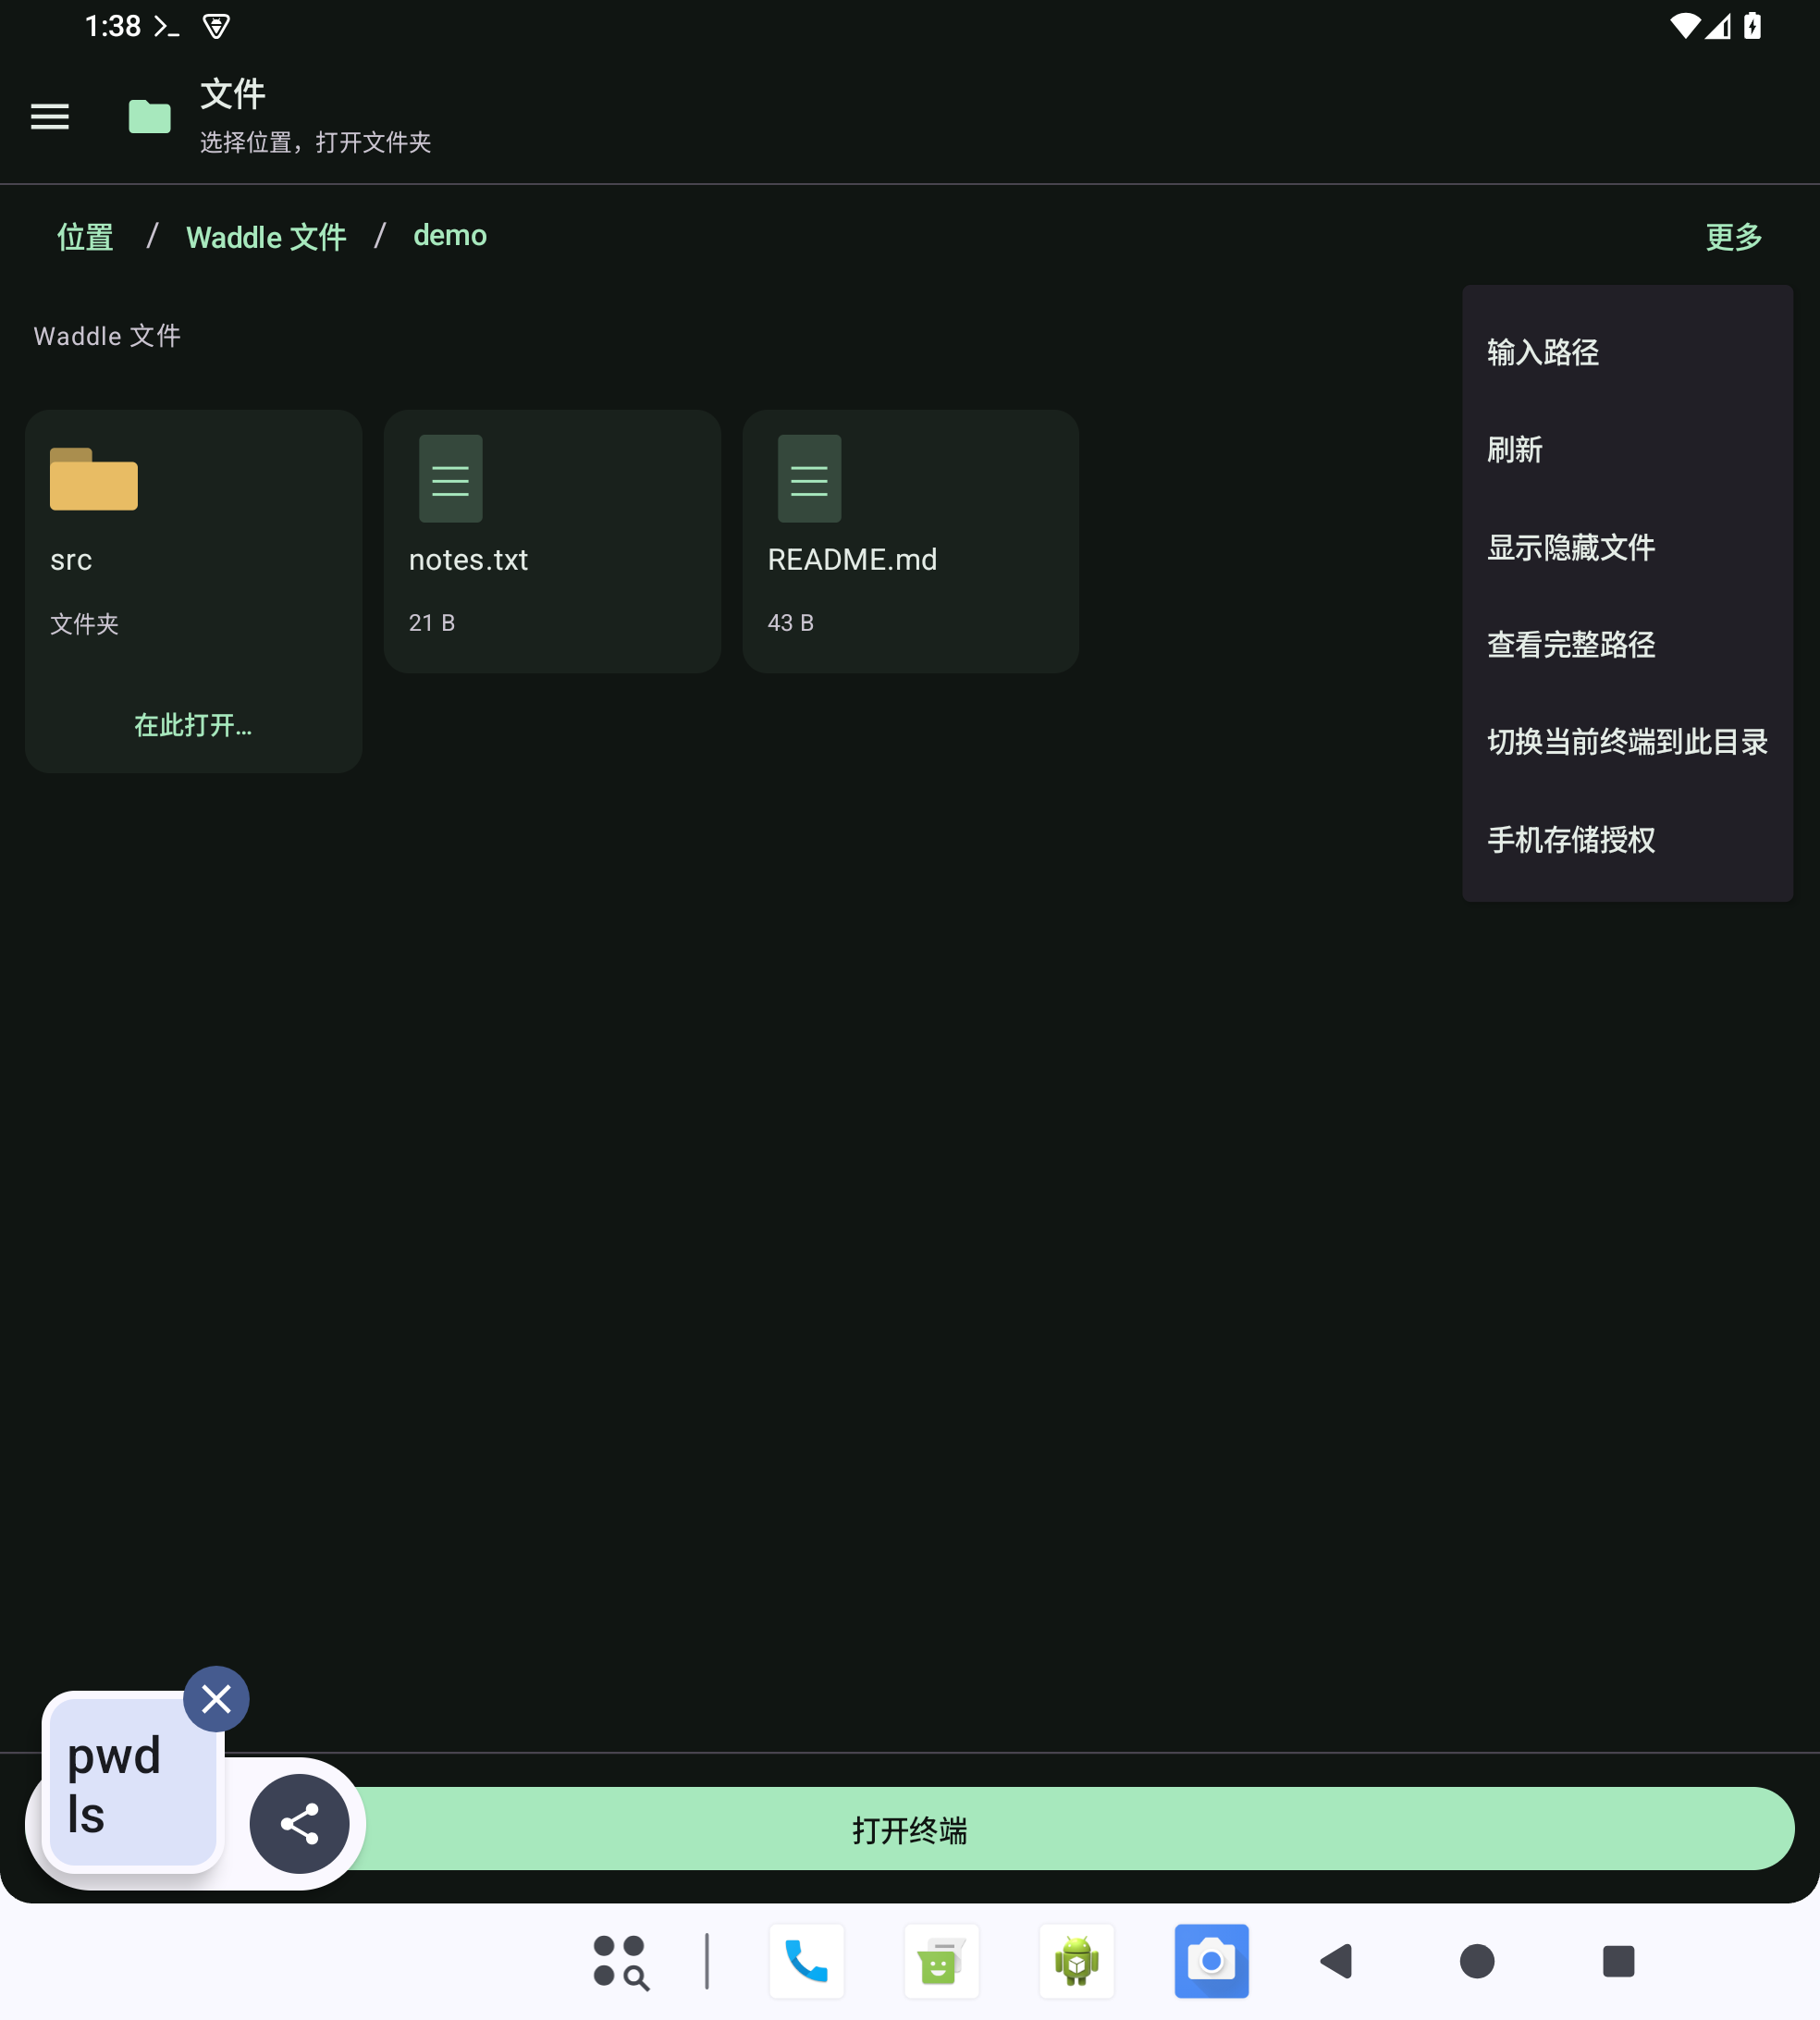 1:38
文件
选择位置，打开文件夹
位置 / Waddle 文件 / demo
更多
Waddle 文件
src
文件夹
在此打开...
notes.txt
21 B
README.md
43 B
输入路径
刷新
显示隐藏文件
查看完整路径
切换当前终端到此目录
手机存储授权
pwd
ls
打开终端